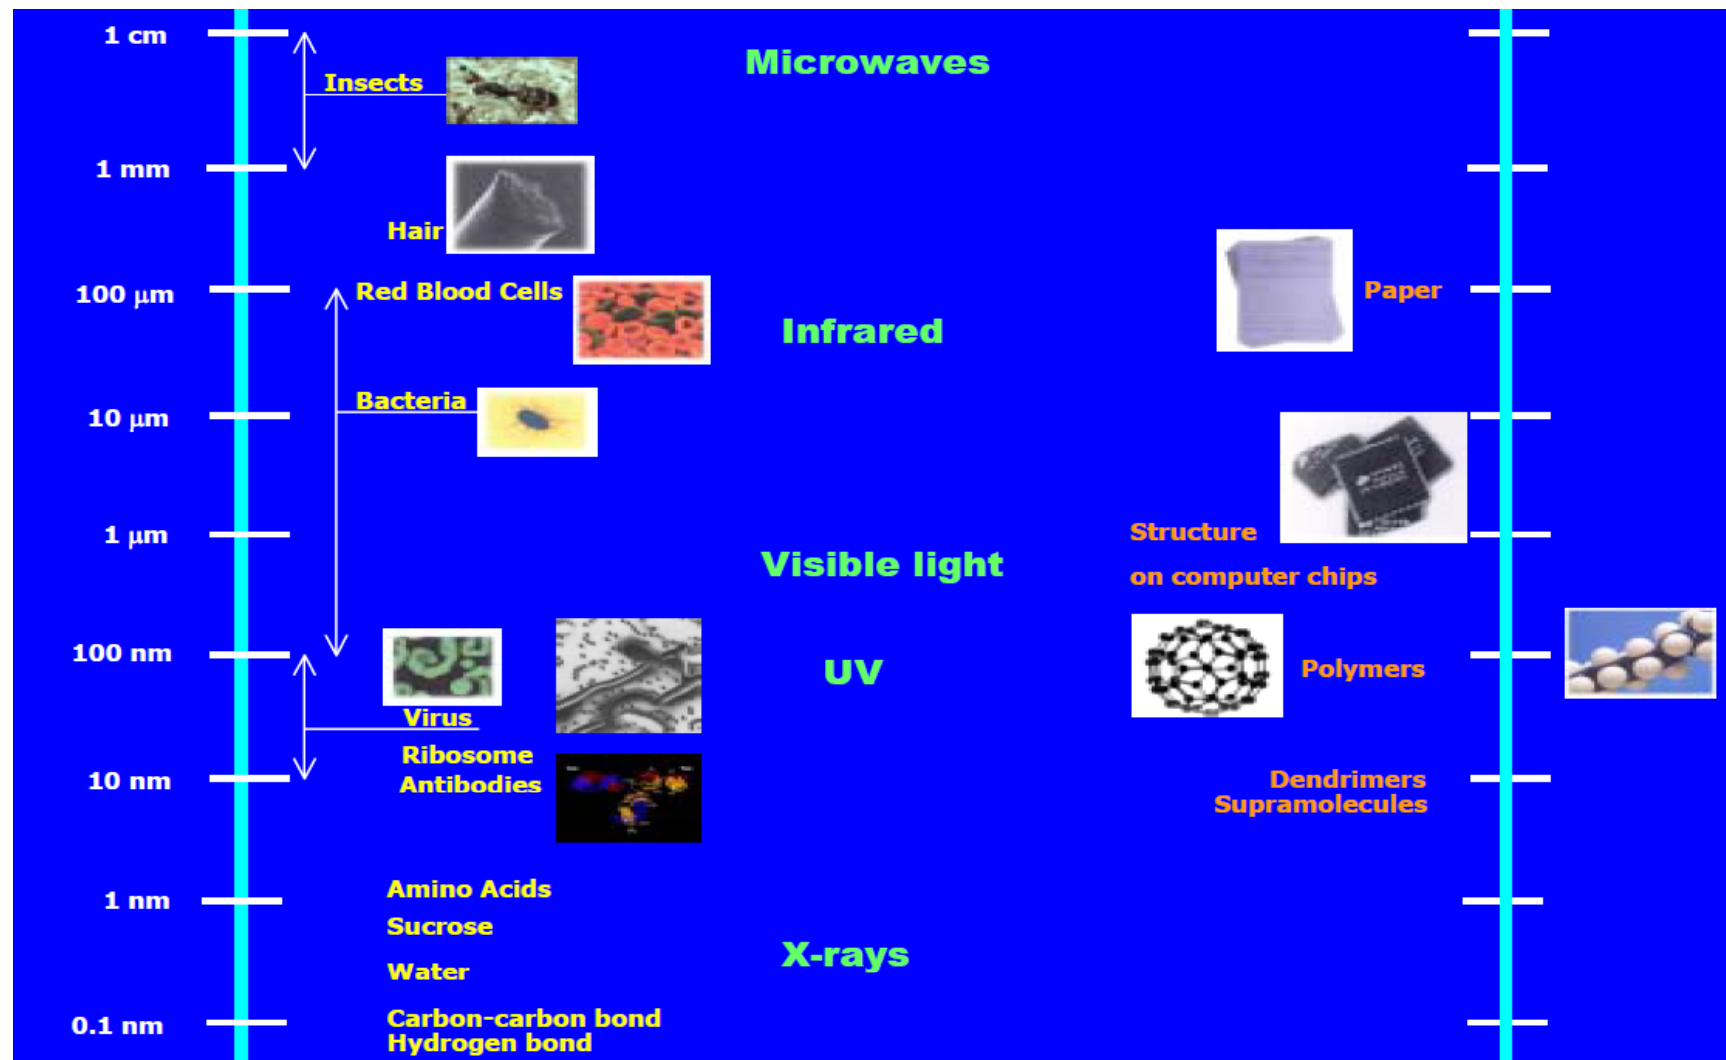 1 cm
Insects
Microwaves
1 mm
Hair
100 μm
Red Blood Cells
Infrared
Paper
10 μm
Bacteria
1 μm
Structure
on computer chips
Visible light
100 nm
Virus
UV
Polymers
Ribosome
Antibodies
10 nm
Dendrimers
Supramolecules
1 nm
Amino Acids
Sucrose
X-rays
Water
0.1 nm
Carbon-carbon bond
Hydrogen bond